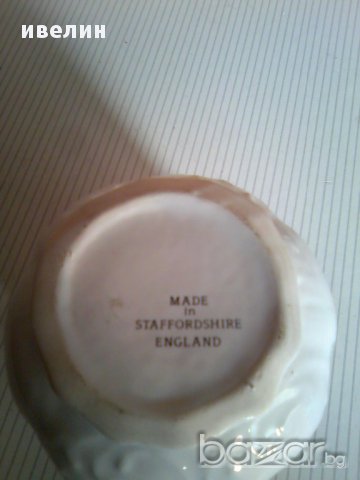 ивелин
MADE
in
STAFFORDSHIRE
ENGLAND
bazar.bg